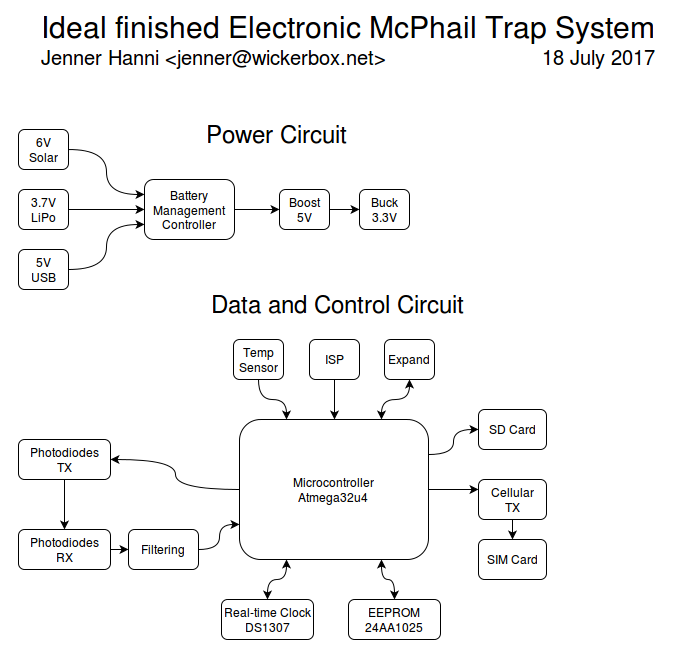 Ideal finished Electronic McPhail Trap System
Jenner Hanni <jenner@wickerbox.net> 18 July 2017
Power Circuit
6V
Solar
3.7V
LiPo
5V
USB
Battery
Management
Controller
Boost
5V
Buck
3.3V
Data and Control Circuit
Temp
Sensor
ISP
Expand
Photodiodes
TX
Photodiodes
RX
Filtering
Microcontroller
Atmega32u4
SD Card
Cellular
TX
SIM Card
Real-time Clock
DS1307
EEPROM
24AA1025